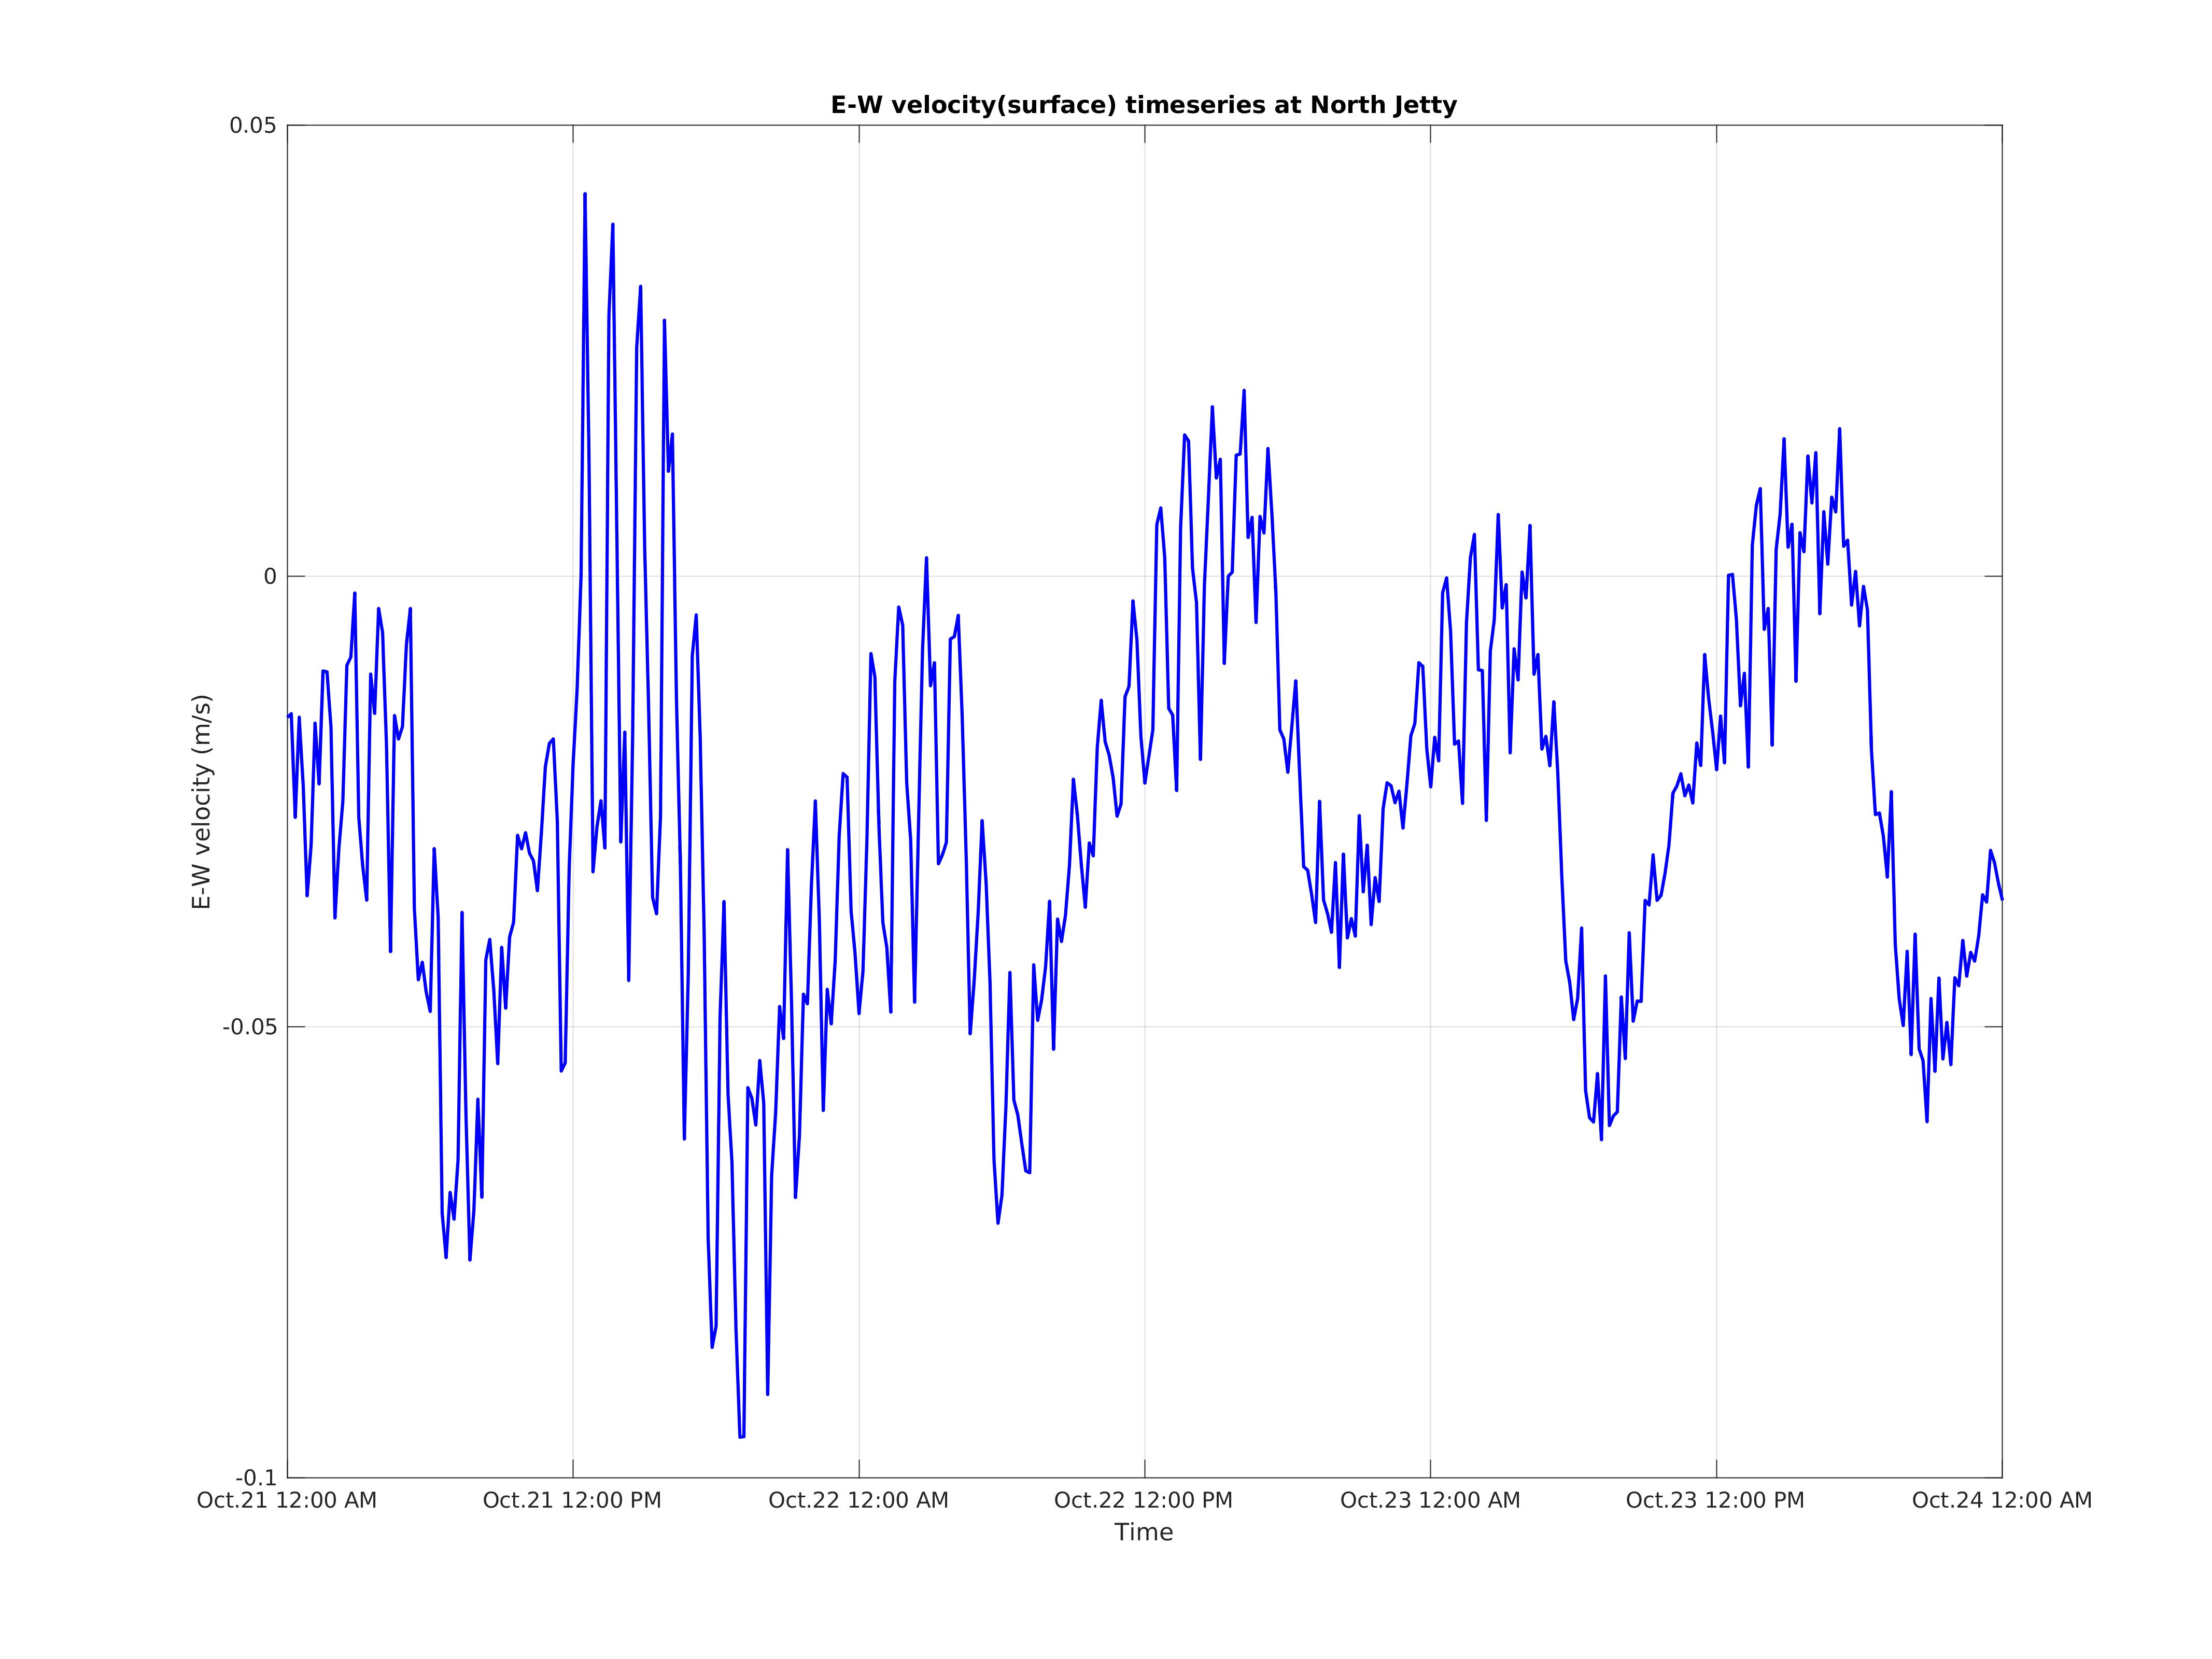 E-W velocity(surface) timeseries at North Jetty
0.05
0
-0.05
-0.1
E-W velocity (m/s)
Oct.21 12:00 AM Oct.21 12:00 PM Oct.22 12:00 AM Oct.22 12:00 PM Oct.23 12:00 AM Oct.23 12:00 PM Oct.24 12:00 AM
Time